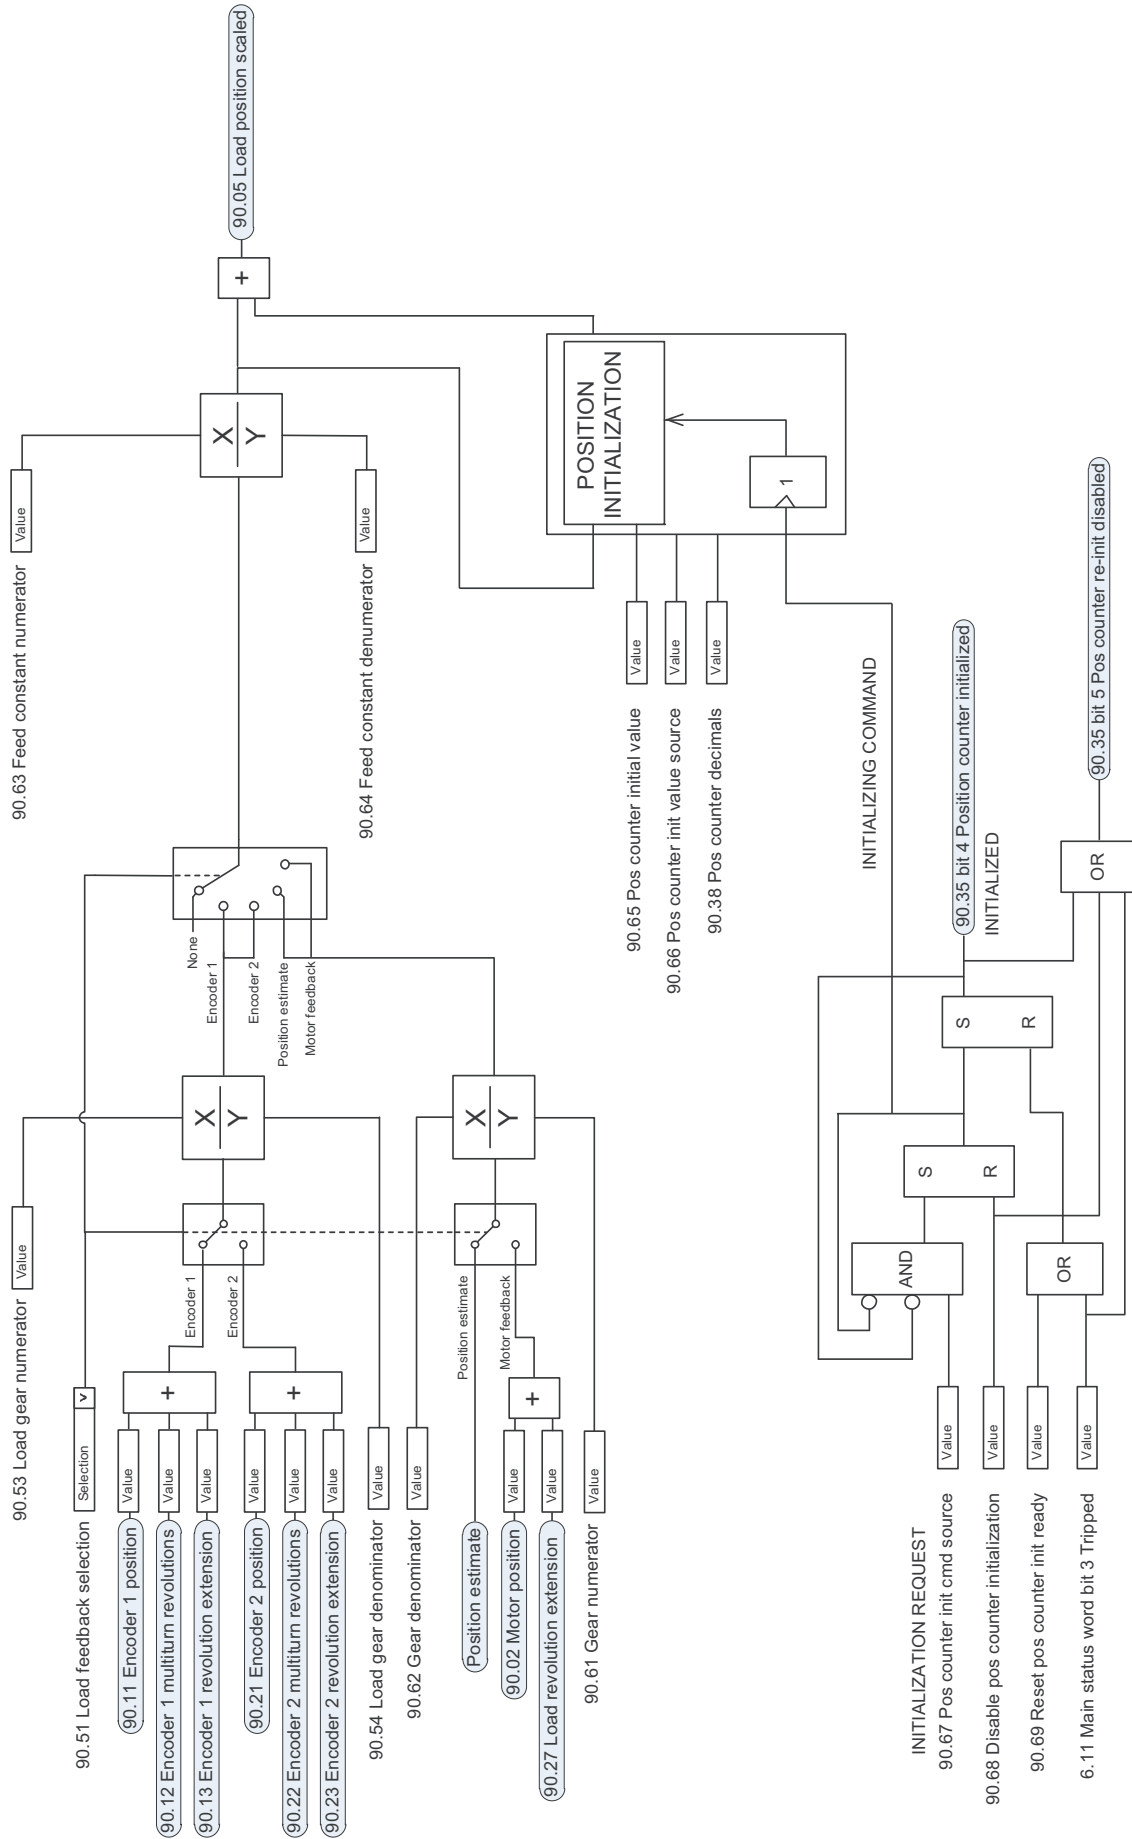 90.53 Load gear numerator
Value
90.51 Load feedback selection
Selection
v
90.11 Encoder 1 position
Value
90.12 Encoder 1 multiturn revolutions
Value
90.13 Encoder 1 revolution extension
Value
+
Encoder 1
90.21 Encoder 2 position
Value
90.22 Encoder 2 multiturn revolutions
Value
90.23 Encoder 2 revolution extension
Value
+
Encoder 2
90.54 Load gear denominator
Value
X
Y
90.62 Gear denominator
Value
Position estimate
Position estimate
90.02 Motor position
Value
90.27 Load revolution extension
Value
+
Motor feedback
90.61 Gear numerator
Value
X
Y
None
Encoder 1
Encoder 2
Position estimate
Motor feedback
90.63 Feed constant numerator
Value
90.64 Feed constant denumerator
Value
X
Y
+
90.05 Load position scaled
90.65 Pos counter initial value
Value
90.66 Pos counter init value source
Value
90.38 Pos counter decimals
Value
POSITION
INITIALIZATION
1
INITIALIZING COMMAND
INITIALIZATION REQUEST
90.67 Pos counter init cmd source
Value
90.68 Disable pos counter initialization
Value
90.69 Reset pos counter init ready
Value
6.11 Main status word bit 3 Tripped
Value
AND
OR
S
R
S
R
90.35 bit 4 Position counter initialized
INITIALIZED
OR
90.35 bit 5 Pos counter re-init disabled